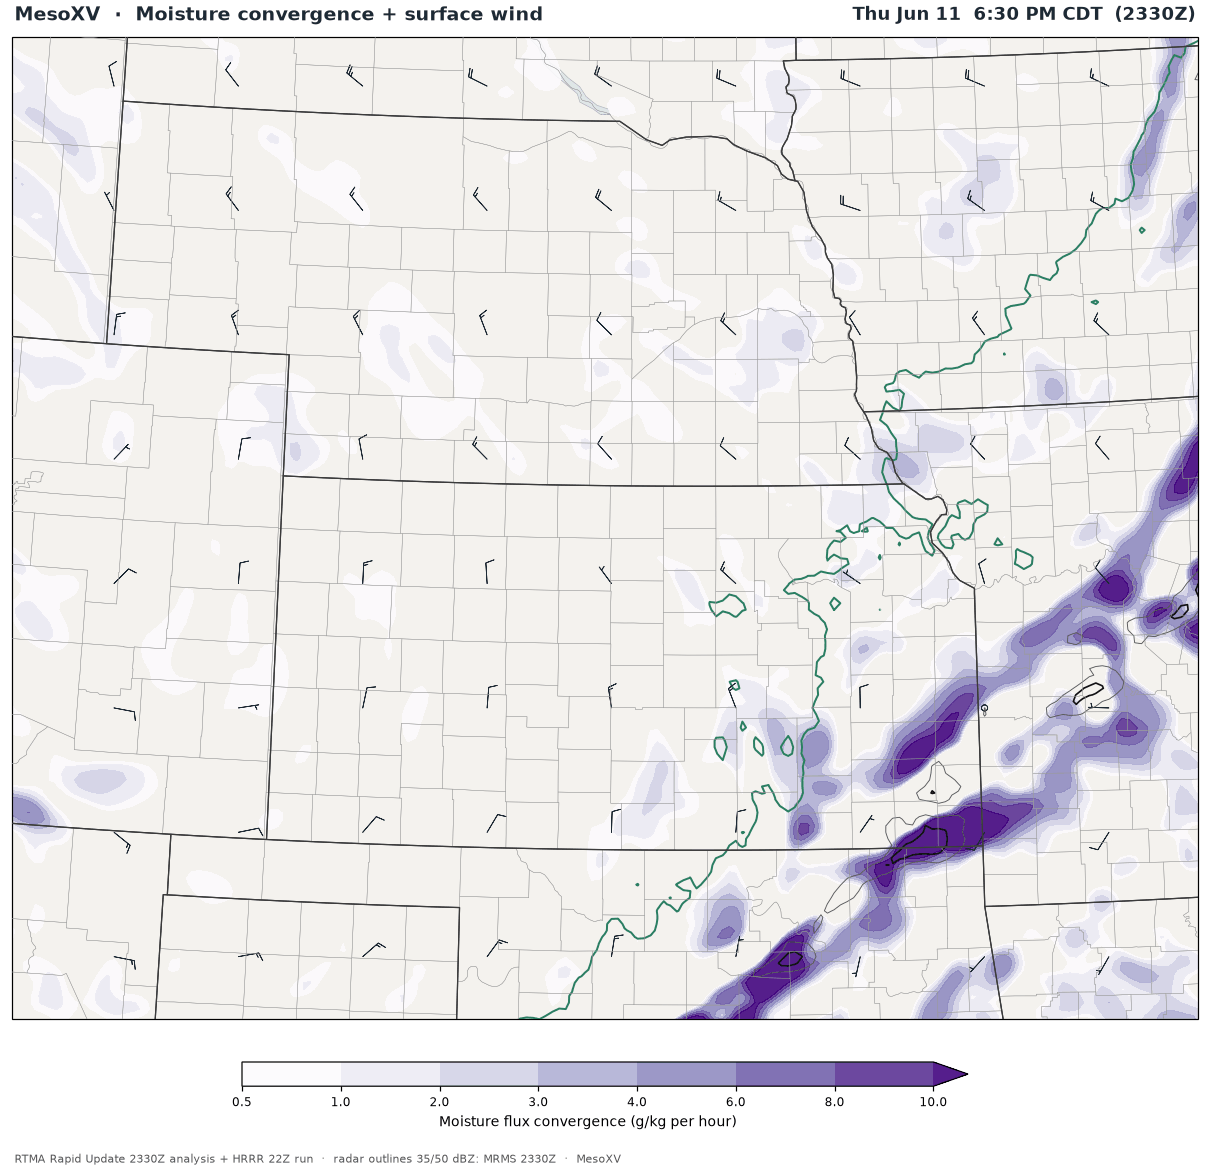 MesoXV · Moisture convergence + surface wind
Thu Jun 11 6:30 PM CDT (2330Z)
0.5 1.0 2.0 3.0 4.0 6.0 8.0 10.0
Moisture flux convergence (g/kg per hour)
RTMA Rapid Update 2330Z analysis + HRRR 22Z run · radar outlines 35/50 dBZ: MRMS 2330Z · MesoXV